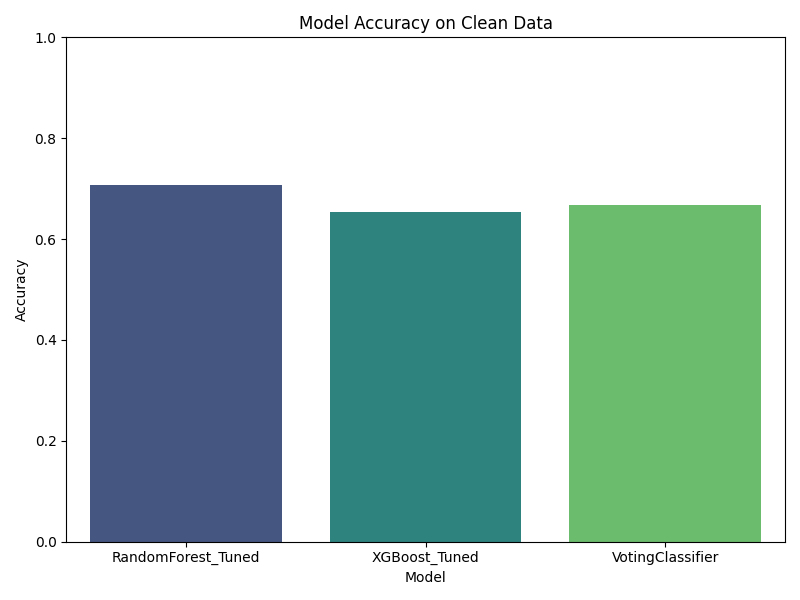 Model Accuracy on Clean Data
1.0
0.8
0.6
0.4
0.2
0.0
Accuracy
RandomForest_Tuned XGBoost_Tuned VotingClassifier
Model